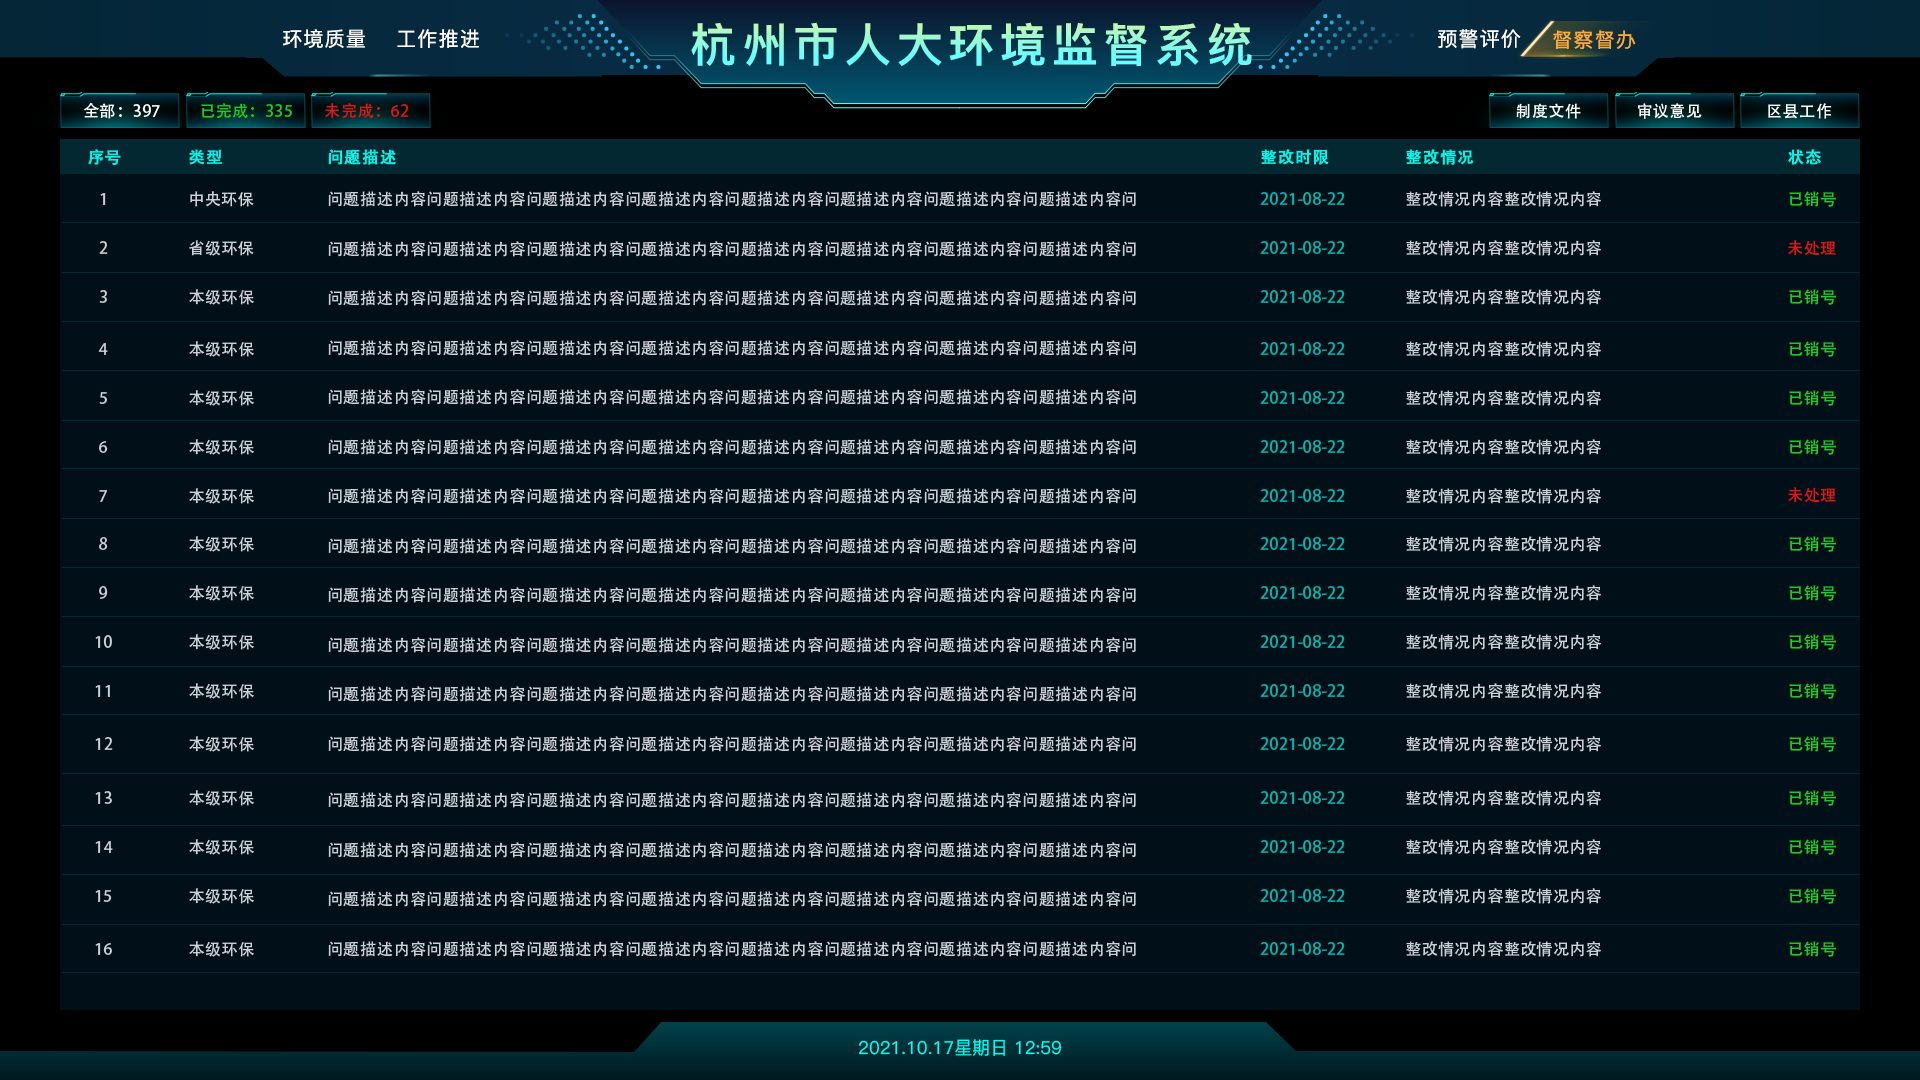 环境质量 工作推进 杭州市人大环境监督系统 预警评价 督察督办
全部：397 已完成：335 未完成：62 制度文件 审议意见 区县工作
序号 类型 问题描述 整改时限 整改情况 状态
1 中央环保 问题描述内容问题描述内容问题描述内容问题描述内容问题描述内容问题描述内容问题描述内容问题描述内容问 2021-08-22 整改情况内容整改情况内容 已销号
2 省级环保 问题描述内容问题描述内容问题描述内容问题描述内容问题描述内容问题描述内容问题描述内容问题描述内容问 2021-08-22 整改情况内容整改情况内容 未处理
3 本级环保 问题描述内容问题描述内容问题描述内容问题描述内容问题描述内容问题描述内容问题描述内容问题描述内容问 2021-08-22 整改情况内容整改情况内容 已销号
4 本级环保 问题描述内容问题描述内容问题描述内容问题描述内容问题描述内容问题描述内容问题描述内容问题描述内容问 2021-08-22 整改情况内容整改情况内容 已销号
5 本级环保 问题描述内容问题描述内容问题描述内容问题描述内容问题描述内容问题描述内容问题描述内容问题描述内容问 2021-08-22 整改情况内容整改情况内容 已销号
6 本级环保 问题描述内容问题描述内容问题描述内容问题描述内容问题描述内容问题描述内容问题描述内容问题描述内容问 2021-08-22 整改情况内容整改情况内容 已销号
7 本级环保 问题描述内容问题描述内容问题描述内容问题描述内容问题描述内容问题描述内容问题描述内容问题描述内容问 2021-08-22 整改情况内容整改情况内容 未处理
8 本级环保 问题描述内容问题描述内容问题描述内容问题描述内容问题描述内容问题描述内容问题描述内容问题描述内容问 2021-08-22 整改情况内容整改情况内容 已销号
9 本级环保 问题描述内容问题描述内容问题描述内容问题描述内容问题描述内容问题描述内容问题描述内容问题描述内容问 2021-08-22 整改情况内容整改情况内容 已销号
10 本级环保 问题描述内容问题描述内容问题描述内容问题描述内容问题描述内容问题描述内容问题描述内容问题描述内容问 2021-08-22 整改情况内容整改情况内容 已销号
11 本级环保 问题描述内容问题描述内容问题描述内容问题描述内容问题描述内容问题描述内容问题描述内容问题描述内容问 2021-08-22 整改情况内容整改情况内容 已销号
12 本级环保 问题描述内容问题描述内容问题描述内容问题描述内容问题描述内容问题描述内容问题描述内容问题描述内容问 2021-08-22 整改情况内容整改情况内容 已销号
13 本级环保 问题描述内容问题描述内容问题描述内容问题描述内容问题描述内容问题描述内容问题描述内容问题描述内容问 2021-08-22 整改情况内容整改情况内容 已销号
14 本级环保 问题描述内容问题描述内容问题描述内容问题描述内容问题描述内容问题描述内容问题描述内容问题描述内容问 2021-08-22 整改情况内容整改情况内容 已销号
15 本级环保 问题描述内容问题描述内容问题描述内容问题描述内容问题描述内容问题描述内容问题描述内容问题描述内容问 2021-08-22 整改情况内容整改情况内容 已销号
16 本级环保 问题描述内容问题描述内容问题描述内容问题描述内容问题描述内容问题描述内容问题描述内容问题描述内容问 2021-08-22 整改情况内容整改情况内容 已销号
2021.10.17星期日 12:59